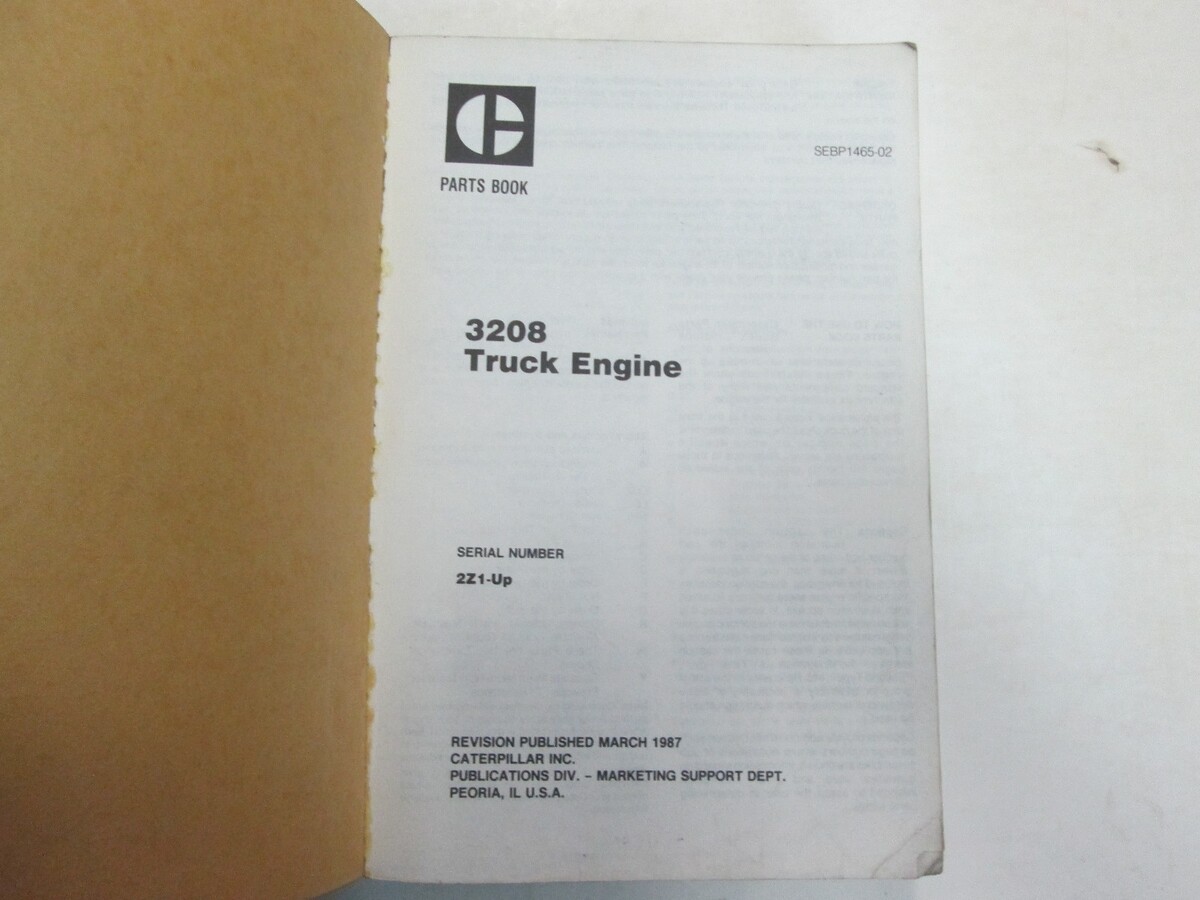 SEBP1465-02
PARTS BOOK
3208
Truck Engine
SERIAL NUMBER
2Z1-Up
REVISION PUBLISHED MARCH 1987
CATERPILLAR INC.
PUBLICATIONS DIV. – MARKETING SUPPORT DEPT.
PEORIA, IL U.S.A.